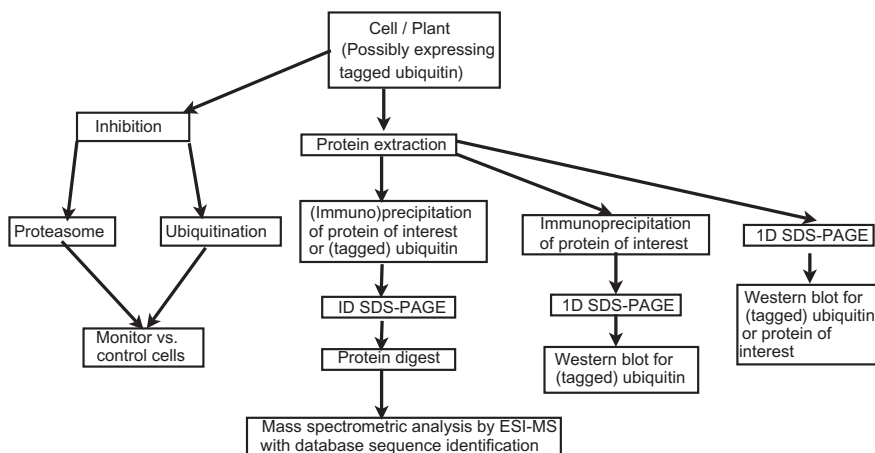 Cell / Plant
(Possibly expressing
tagged ubiquitin)
Inhibition
Protein extraction
Proteasome
Ubiquitination
(Immuno)precipitation
of protein of interest
or (tagged) ubiquitin
Immunoprecipitation
of protein of interest
1D SDS-PAGE
ID SDS-PAGE
1D SDS-PAGE
Western blot for
(tagged) ubiquitin
or protein of
interest
Monitor vs.
control cells
Protein digest
Western blot for
(tagged) ubiquitin
Mass spectrometric analysis by ESI-MS
with database sequence identification